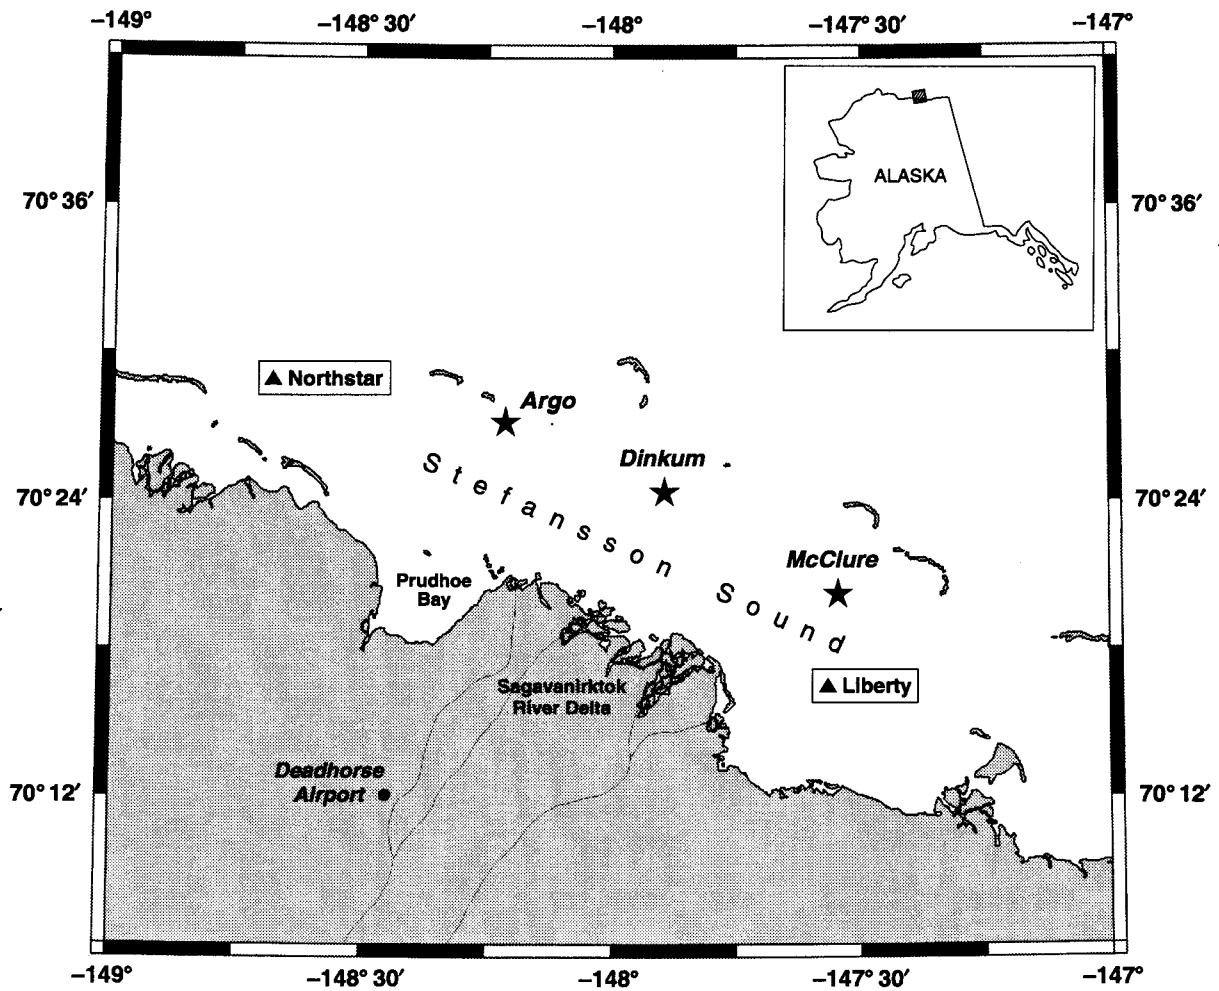 –149°
–148° 30′
–148°
–147° 30′
–147°
ALASKA
70° 36′
70° 36′
▲ Northstar
Argo
Dinkum
70° 24′
Stefansson Sound
70° 24′
McClure
Prudhoe
Bay
▲ Liberty
Sagavanirktok
River Delta
Deadhorse
Airport
70° 12′
70° 12′
–149°
–148° 30′
–148°
–147° 30′
–147°